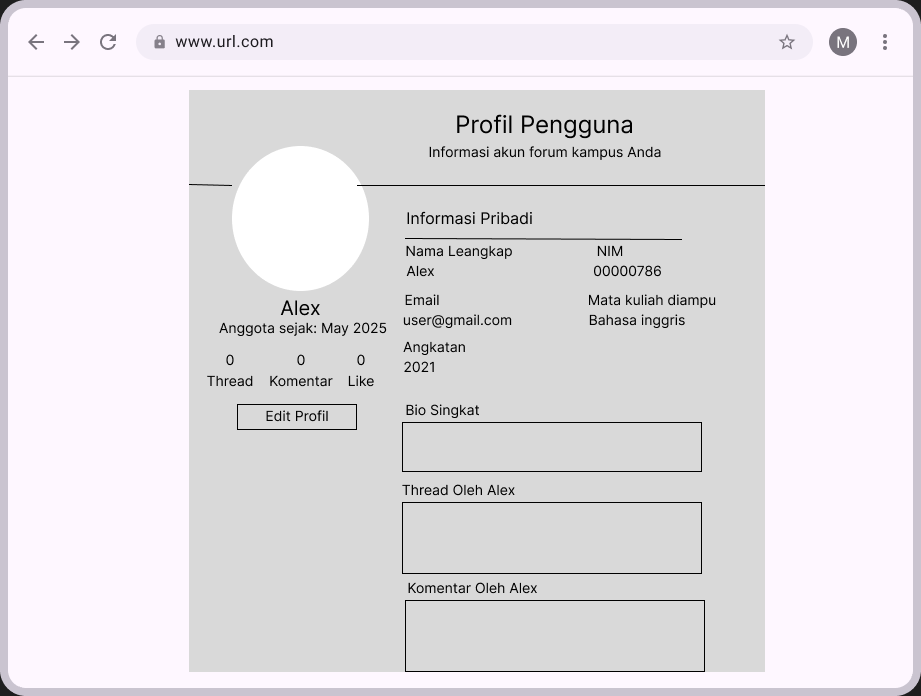 www.url.com
M
Profil Pengguna
Informasi akun forum kampus Anda
Alex
Anggota sejak: May 2025
0 0 0
Thread Komentar Like
Edit Profil
Informasi Pribadi
Nama Leangkap NIM
Alex 00000786
Email Mata kuliah diampu
user@gmail.com Bahasa inggris
Angkatan
2021
Bio Singkat
Thread Oleh Alex
Komentar Oleh Alex